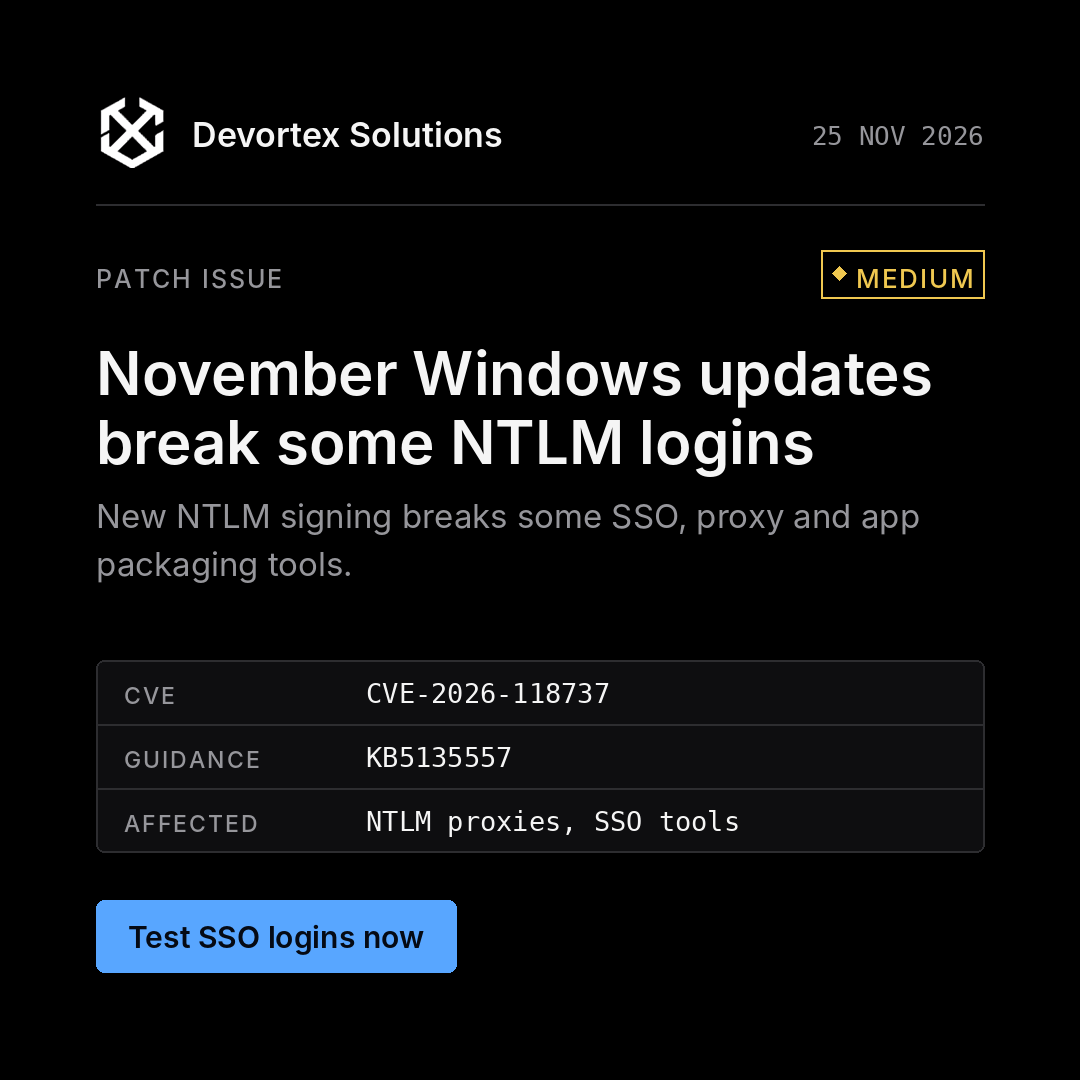 Devortex Solutions
25 NOV 2026
PATCH ISSUE
MEDIUM
November Windows updates
break some NTLM logins
New NTLM signing breaks some SSO, proxy and app
packaging tools.
CVE CVE-2026-118737
GUIDANCE KB5135557
AFFECTED NTLM proxies, SSO tools
Test SSO logins now